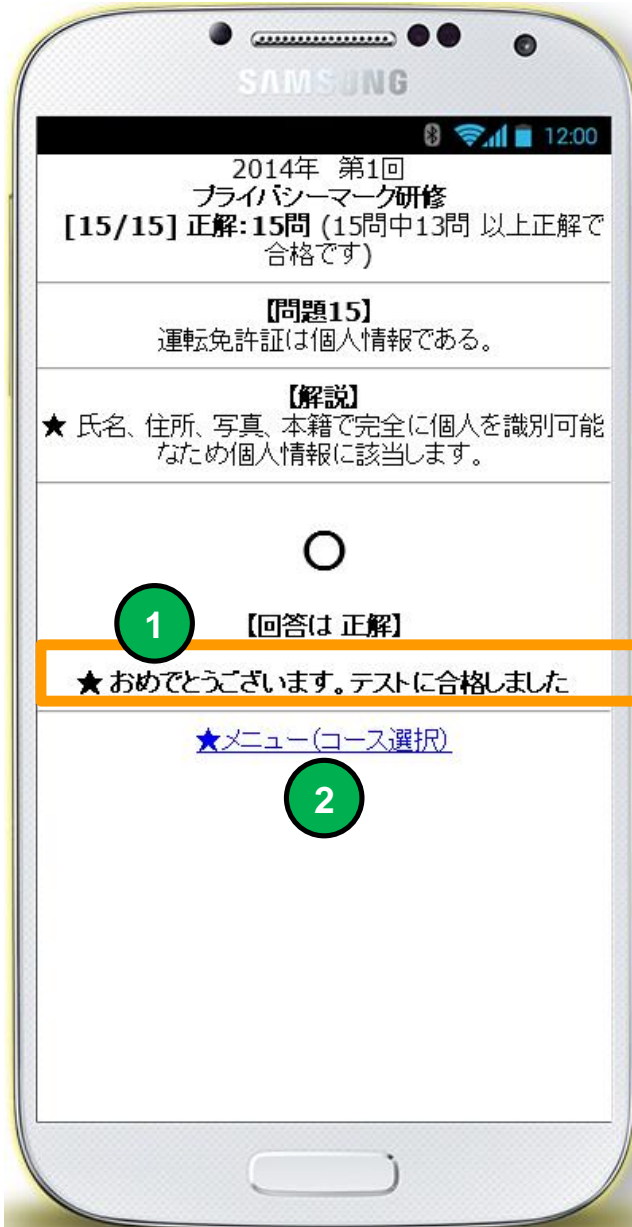 SAMSUNG
12:00
2014年 第1回
プライバシーマーク研修
[15/15] 正解:15問 (15問中13問 以上正解で
合格です)
【問題15】
運転免許証は個人情報である。
【解説】
★ 氏名、住所、写真、本籍で完全に個人を識別可能
なため個人情報に該当します。
○
1
【回答は 正解】
★ おめでとうございます。テストに合格しました
★メニュー(コース選択)
2